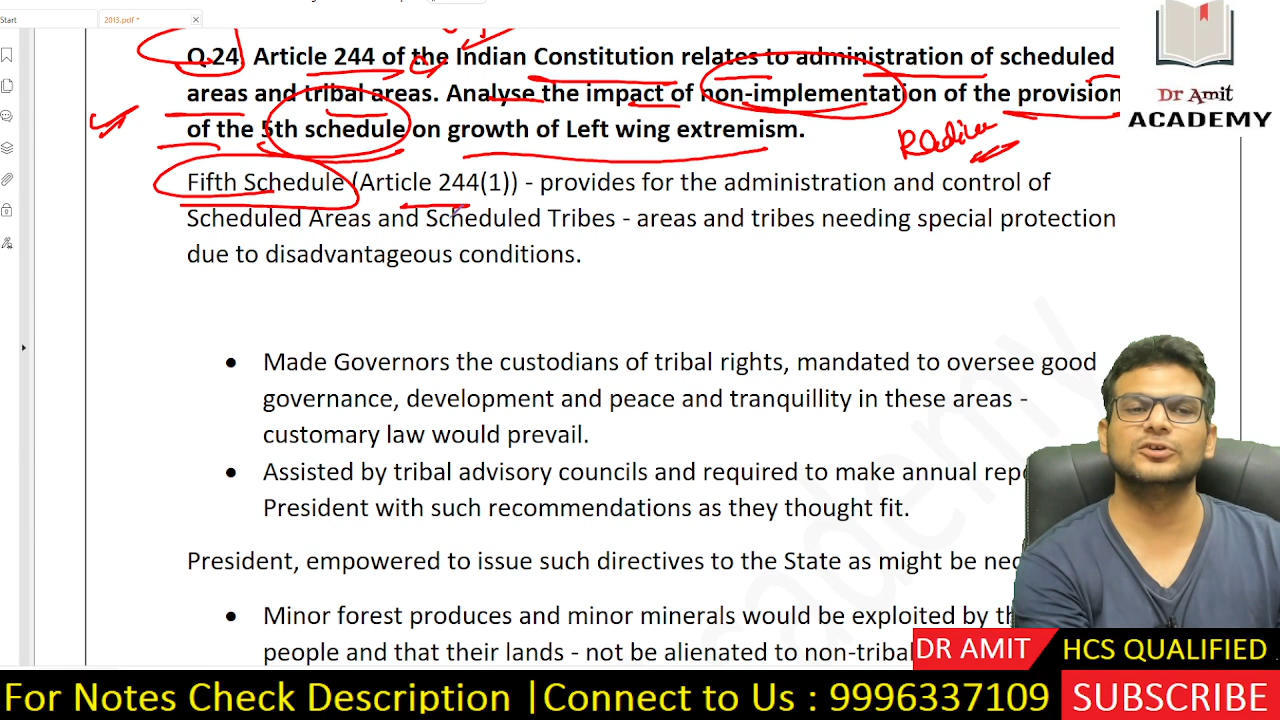 Start
2013.pdf *
Q.24. Article 244 of the Indian Constitution relates to administration of scheduled
areas and tribal areas. Analyse the impact of non-implementation of the provision
of the 5th schedule on growth of Left wing extremism.
Fifth Schedule (Article 244(1)) - provides for the administration and control of
Scheduled Areas and Scheduled Tribes - areas and tribes needing special protection
due to disadvantageous conditions.
Made Governors the custodians of tribal rights, mandated to oversee good
governance, development and peace and tranquillity in these areas -
customary law would prevail.
Assisted by tribal advisory councils and required to make annual
President with such recommendations as they thought fit.
President, empowered to issue such directives to the State as might be
Minor forest produces and minor minerals would be exploited by
people and that their lands - not be alienated to
Dr Amit
ACADEMY
DR AMIT
HCS QUALIFIED
For Notes Check Description | Connect to Us : 9996337109
SUBSCRIBE